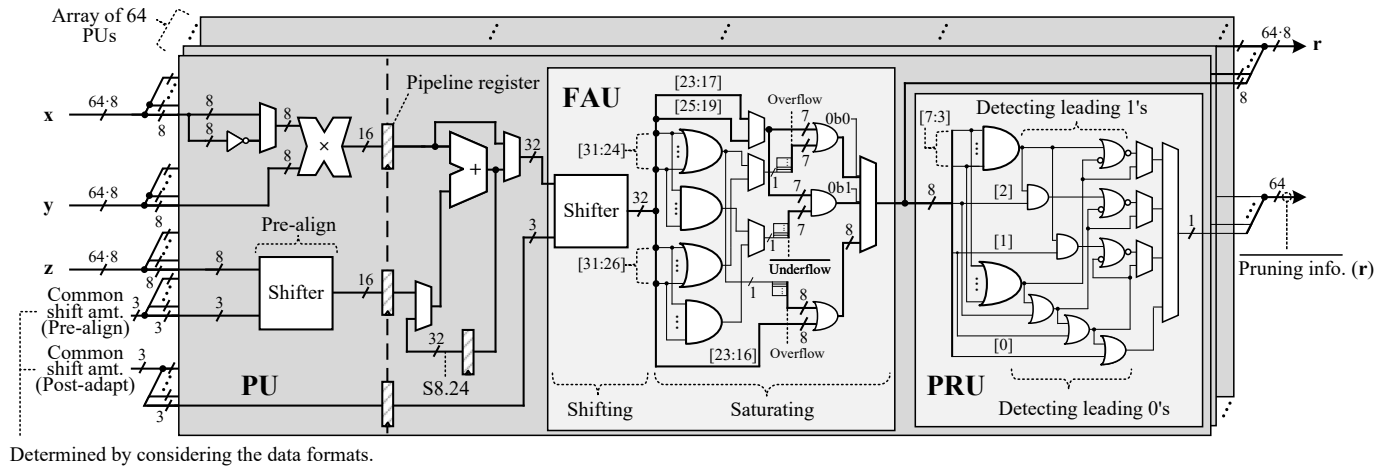 Array of 64
PUs
64·8
r
8
x
64·8
8
8
8
8
8
×
16
Pipeline register
+
32
y
64·8
8
Pre-align
z
64·8
8
8
Shifter
16
Common
shift amt.
(Pre-align)
3
3
3
Common
shift amt.
(Post-adapt)
3
3
32
S8.24
PU
3
FAU
Shifter
32
[23:17]
[25:19]
[31:24]
[31:26]
[23:16]
Overflow
7
7
1
0b0
7
7
1
0b1
Underflow
1
8
8
8
Overflow
Shifting
Saturating
8
PRU
[7:3]
Detecting leading 1's
[2]
[1]
[0]
Detecting leading 0's
1
64
Pruning info. (r)
Determined by considering the data formats.